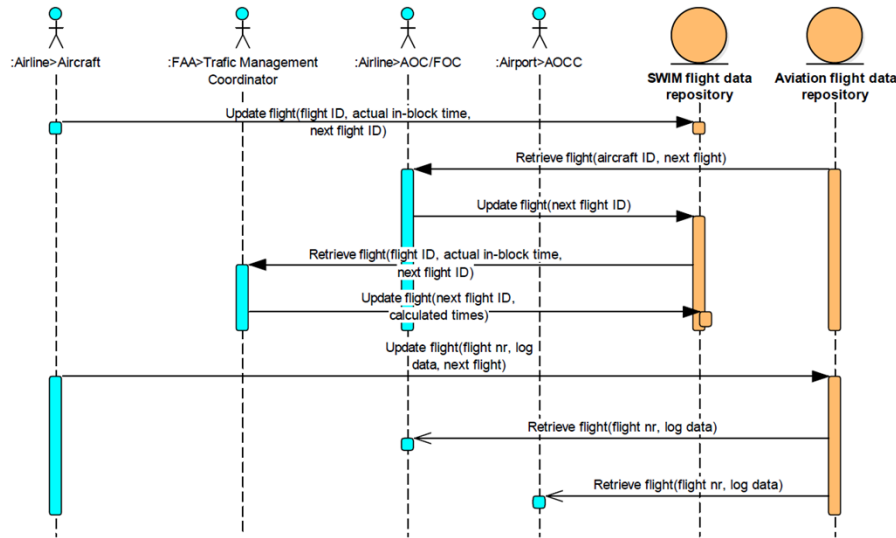 :Airline>Aircraft
:FAA>Trafic Management
Coordinator
:Airline>AOC/FOC
:Airport>AOCC
SWIM flight data
repository
Aviation flight data
repository
Update flight(flight ID, actual in-block time,
next flight ID)
Retrieve flight(aircraft ID, next flight)
Update flight(next flight ID)
Retrieve flight(flight ID, actual in-block time,
next flight ID)
Update flight(next flight ID,
calculated times)
Update flight(flight nr, log
data, next flight)
Retrieve flight(flight nr, log data)
Retrieve flight(flight nr, log data)